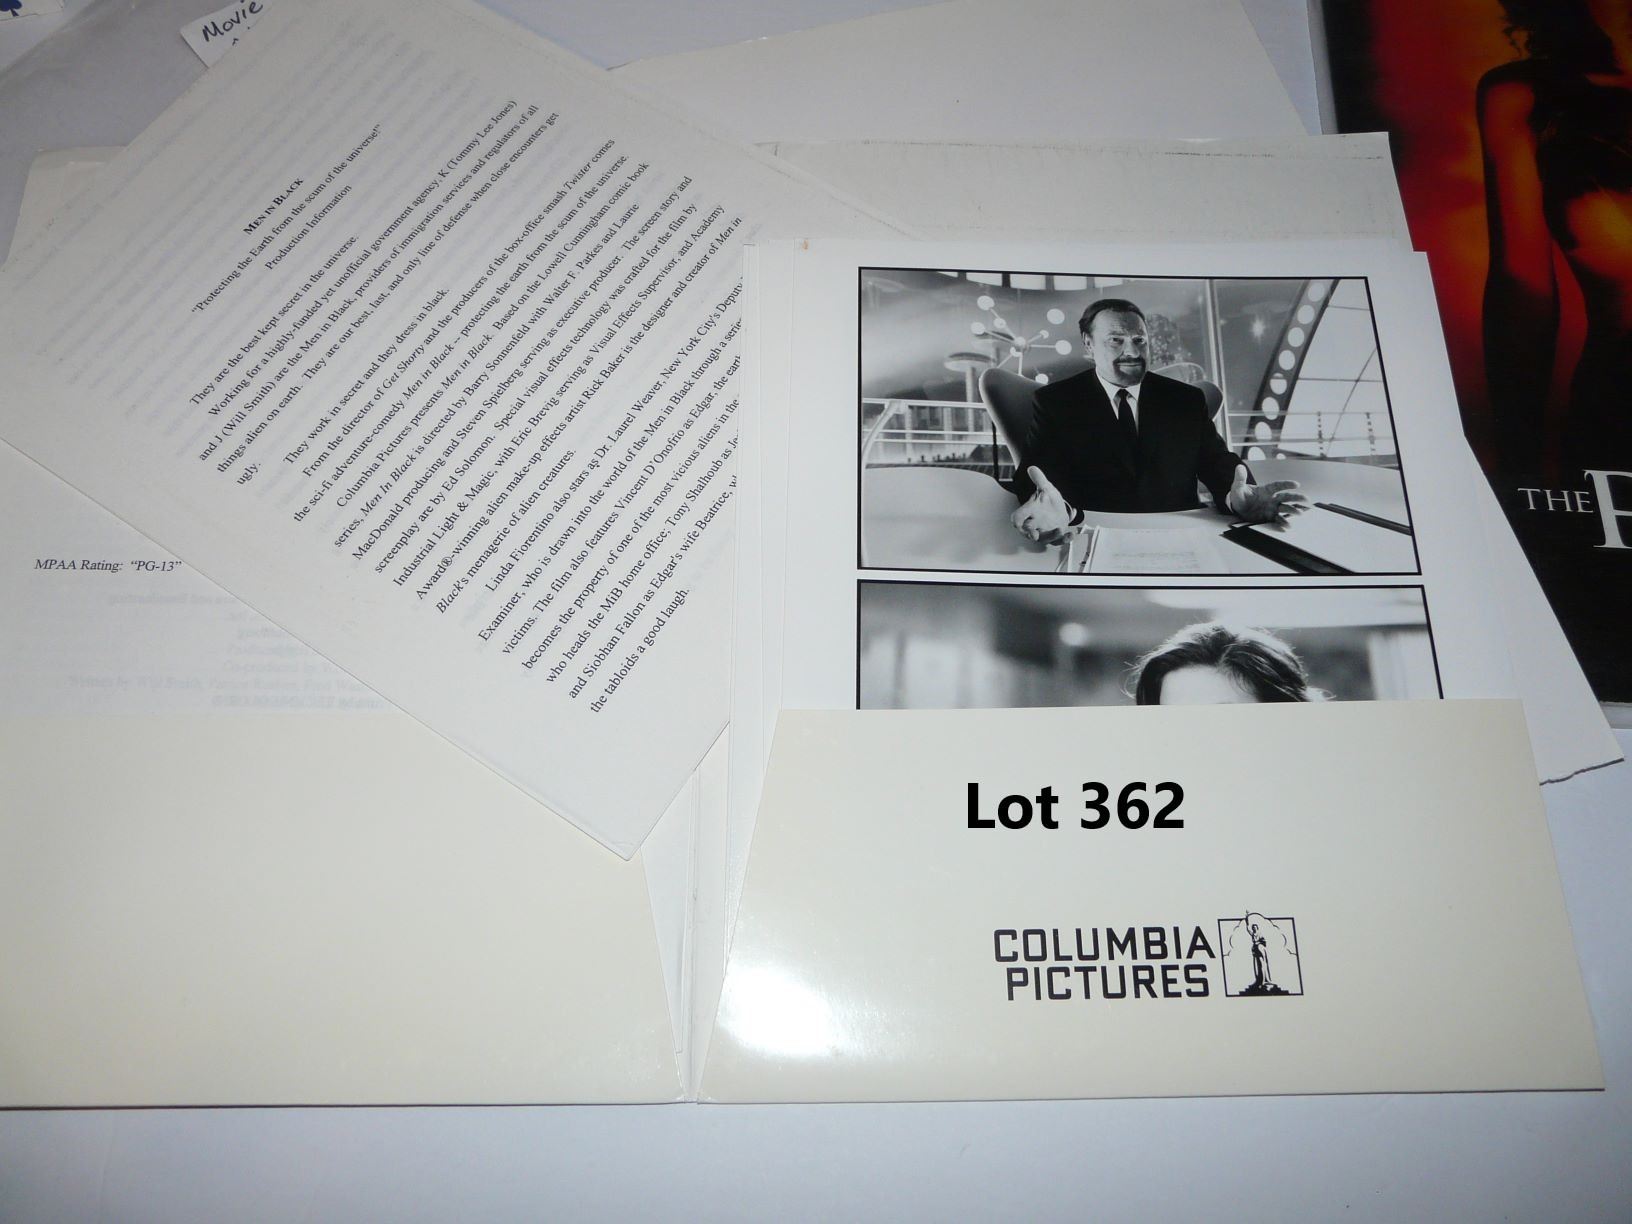 Movie
MEN IN BLACK
"Protecting the Earth from the scum of the universe!"
Production Information
They are the best kept secret in the universe.
Working for a highly-funded yet unofficial government agency, K (Tommy Lee Jones)
and J (Will Smith) are the Men in Black, providers of immigration services and regulators of all
things alien on earth. They are our best, last, and only line of defense when close encounters get
ugly.
They work in secret and they dress in black.
From the director of Get Shorty and the producers of the box-office smash Twister comes
the sci-fi adventure-comedy Men in Black -- protecting the earth from the scum of the universe.
Columbia Pictures presents Men in Black. Based on the Lowell Cunningham comic book
series, Men In Black is directed by Barry Sonnenfeld with Walter F. Parkes and Laurie
MacDonald producing and Steven Spielberg serving as executive producer. The screen story and
screenplay are by Ed Solomon. Special visual effects technology was crafted for the film by
Industrial Light & Magic, with Eric Brevig serving as Visual Effects Supervisor, and Academy
Award®-winning alien make-up effects artist Rick Baker is the designer and creator of Men in
Black's menagerie of alien creatures.
Linda Fiorentino also stars as Dr. Laurel Weaver, New York City's Deputy
Examiner, who is drawn into the world of the Men in Black through a series
victims. The film also features Vincent D'Onofrio as Edgar, the earth
becomes the property of one of the most vicious aliens in the
who heads the MiB home office; Tony Shalhoub as
and Siobhan Fallon as Edgar's wife Beatrice,
the tabloids a good laugh.
MPAA Rating: "PG-13"
THE
Lot 362
COLUMBIA
PICTURES